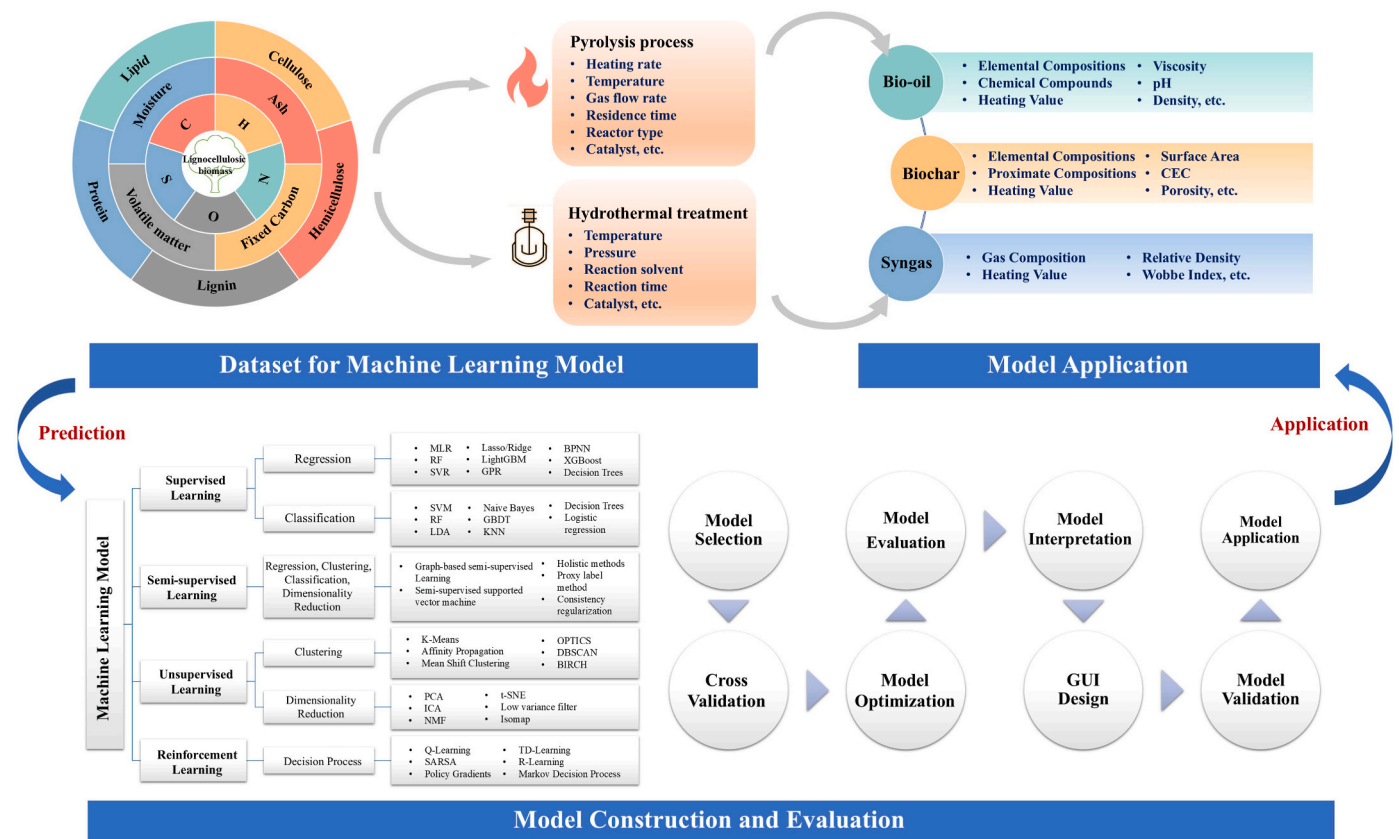 Lipid
Cellulose
Hemicellulose
Lignin
Protein
Moisture
Ash
Fixed Carbon
Volatile matter
C
H
N
O
S
Lignocellulosic
biomass
Pyrolysis process
• Heating rate
• Temperature
• Gas flow rate
• Residence time
• Reactor type
• Catalyst, etc.
Hydrothermal treatment
• Temperature
• Pressure
• Reaction solvent
• Reaction time
• Catalyst, etc.
Bio-oil
• Elemental Compositions
• Chemical Compounds
• Heating Value
• Viscosity
• pH
• Density, etc.
Biochar
• Elemental Compositions
• Proximate Compositions
• Heating Value
• Surface Area
• CEC
• Porosity, etc.
Syngas
• Gas Composition
• Heating Value
• Relative Density
• Wobbe Index, etc.
Dataset for Machine Learning Model
Model Application
Prediction
Application
Machine Learning Model
Supervised
Learning
Regression
• MLR
• RF
• SVR
• Lasso/Ridge
• LightGBM
• GPR
• BPNN
• XGBoost
• Decision Trees
Classification
• SVM
• RF
• LDA
• Naive Bayes
• GBDT
• KNN
• Decision Trees
• Logistic
regression
Semi-supervised
Learning
Regression, Clustering,
Classification,
Dimensionality
Reduction
• Graph-based semi-supervised
Learning
• Semi-supervised supported
vector machine
• Holistic methods
• Proxy label
method
• Consistency
regularization
Unsupervised
Learning
Clustering
• K-Means
• Affinity Propagation
• Mean Shift Clustering
• OPTICS
• DBSCAN
• BIRCH
Dimensionality
Reduction
• PCA
• ICA
• NMF
• t-SNE
• Low variance filter
• Isomap
Reinforcement
Learning
Decision Process
• Q-Learning
• SARSA
• Policy Gradients
• TD-Learning
• R-Learning
• Markov Decision Process
Model
Selection
Cross
Validation
Model
Optimization
Model
Evaluation
Model
Interpretation
GUI
Design
Model
Validation
Model
Application
Model Construction and Evaluation